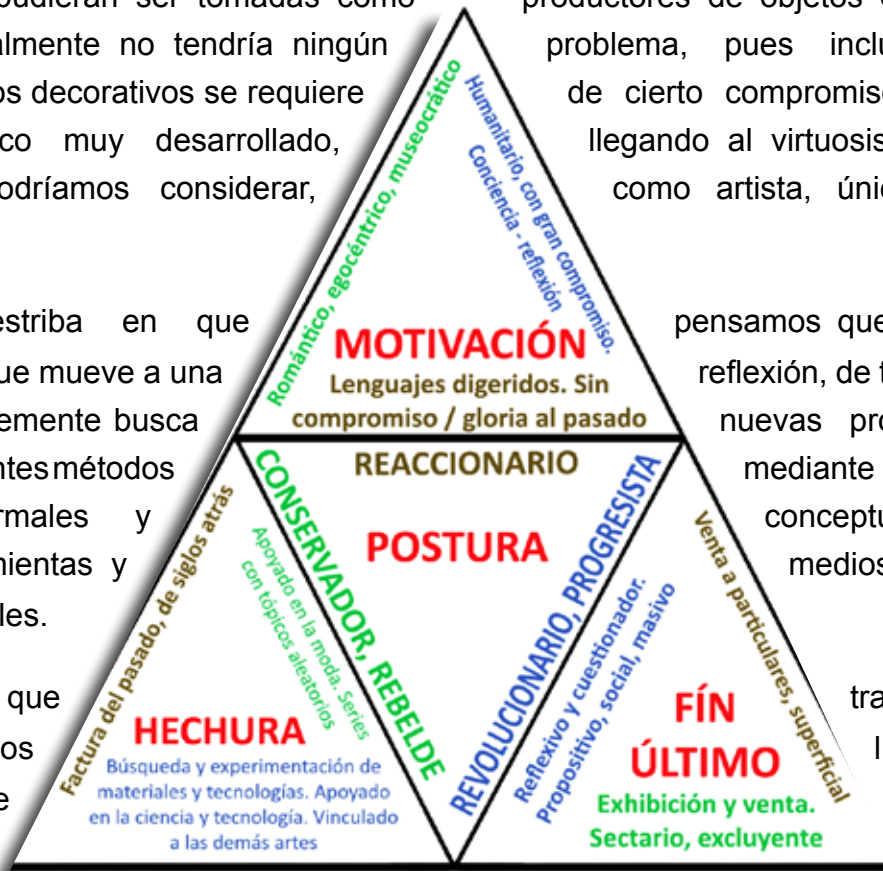 pudieran ser tomadas como
almente no tendría ningún
os decorativos se requiere
co muy desarrollado,
odríamos considerar,
estriba en que
que mueve a una
emente busca
ntes métodos
rmales y
mientas y
les.
que
os
e
productores de objetos
problema, pues inclu
de cierto compromiso
llegando al virtuosis
como artista, úni
pensamos que
reflexión, de t
nuevas pro
mediante
conceptu
medios
tra
Romántico, egocéntrico, museocrático
Humanitario, con gran compromiso.
Conciencia - reflexión
MOTIVACIÓN
Lenguajes digeridos. Sin
compromiso / gloria al pasado
Factura del pasado, de siglos atrás
Apoyado en la moda. Series
con tópicos aleatorios
HECHURA
Búsqueda y experimentación de
materiales y tecnologías. Apoyado
en la ciencia y tecnología. Vinculado
a las demás artes
REACCIONARIO
CONSERVADOR, REBELDE
POSTURA
REVOLUCIONARIO, PROGRESISTA
Reflexivo y cuestionador.
Propositivo, social, masivo
Venta a particulares, superficial
FÍN
ÚLTIMO
Exhibición y venta.
Sectario, excluyente